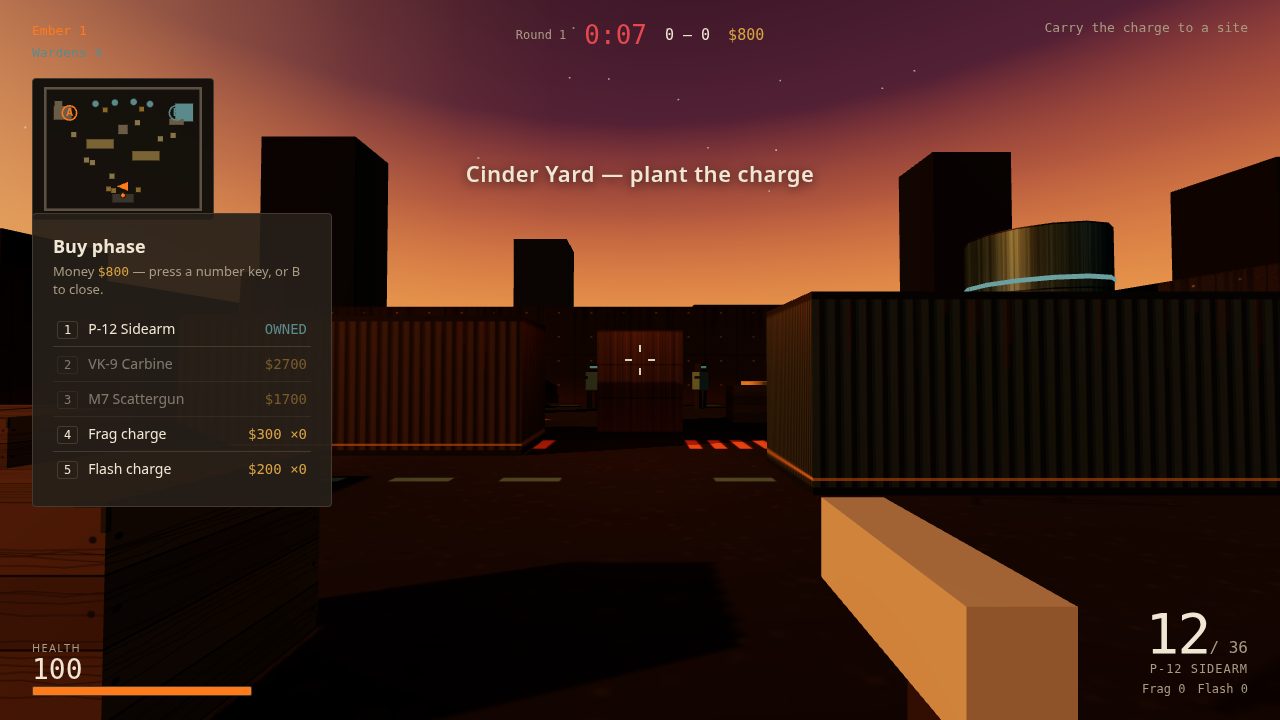 Ember 1
Wardens 4
Round 1 0:07 0 — 0 $800
Carry the charge to a site
A
Cinder Yard — plant the charge
Buy phase
Money $800 — press a number key, or B
to close.
1 P-12 Sidearm OWNED
2 VK-9 Carbine $2700
3 M7 Scattergun $1700
4 Frag charge $300 ×0
5 Flash charge $200 ×0
HEALTH
100
12 / 36
P-12 SIDEARM
Frag 0 Flash 0